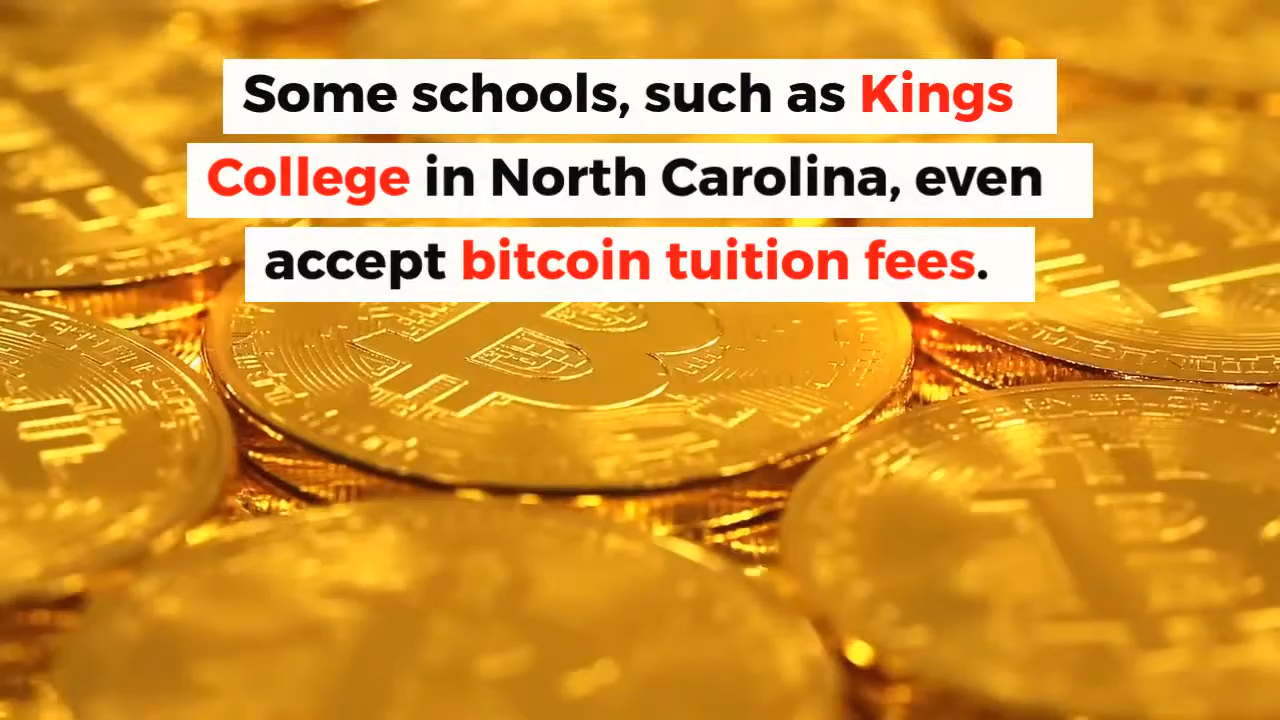 Some schools, such as Kings
College in North Carolina, even
accept bitcoin tuition fees.